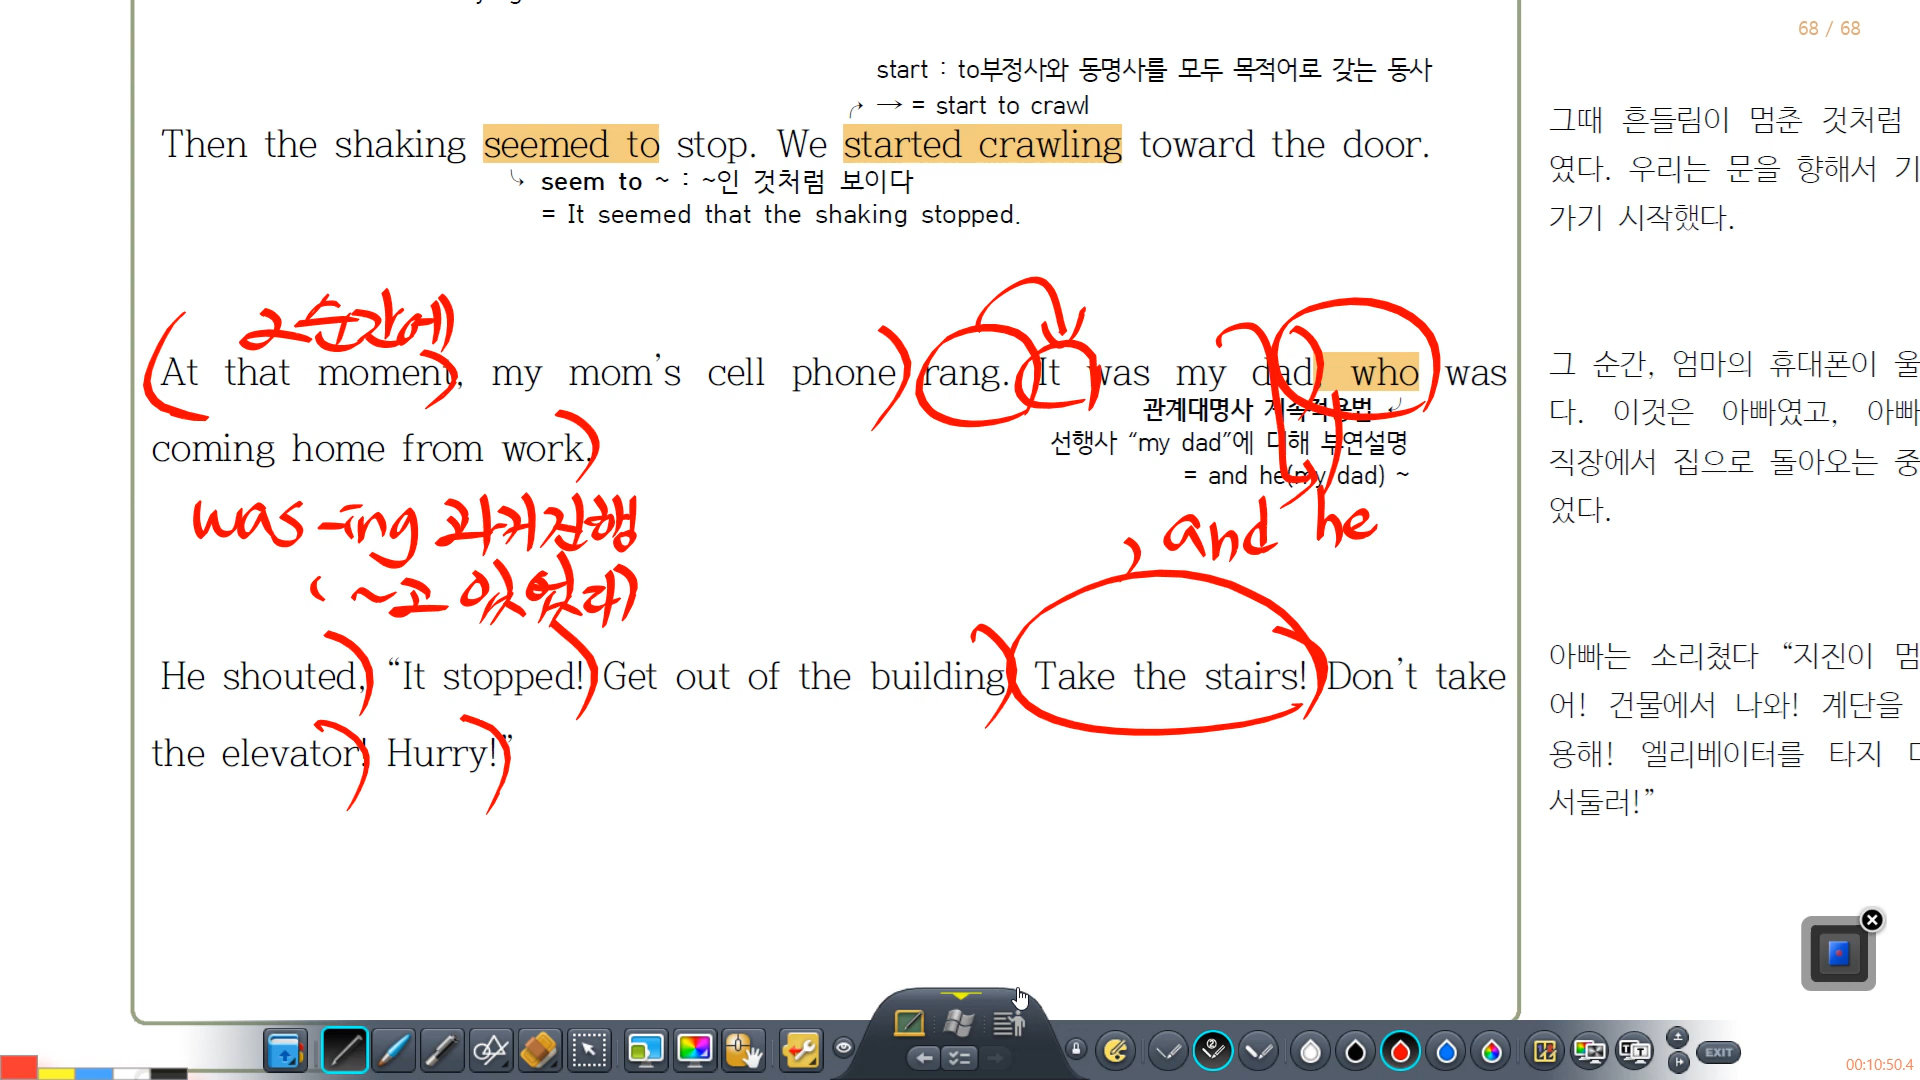 68 / 68
start : to부정사와 동명사를 모두 목적어로 갖는 동사
→ = start to crawl
Then the shaking seemed to stop. We started crawling toward the door.
seem to ~ : ~인 것처럼 보이다
= It seemed that the shaking stopped.
그때 흔들림이 멈춘 것처럼
였다. 우리는 문을 향해서 기
가기 시작했다.
그 순간에
At that moment, my mom's cell phone rang. It was my dad, who was
관계대명사 계속적용법
선행사 "my dad"에 대해 부연설명
= and he(my dad) ~
coming home from work.
was -ing 과거진행
( ~고 있었다)
, and he
그 순간, 엄마의 휴대폰이 울
다. 이것은 아빠였고, 아빠
직장에서 집으로 돌아오는 중
었다.
He shouted, “It stopped! Get out of the building! Take the stairs! Don't take
the elevator! Hurry!”
아빠는 소리쳤다 “지진이 멈
어! 건물에서 나와! 계단을
용해! 엘리베이터를 타지 마
서둘러!”
EXIT
00:10:50.4